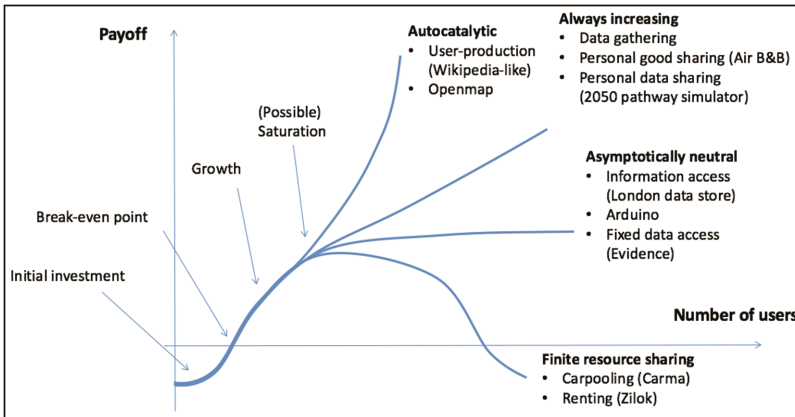 Payoff
Autocatalytic
• User-production
(Wikipedia-like)
• Openmap
Always increasing
• Data gathering
• Personal good sharing (Air B&B)
• Personal data sharing
(2050 pathway simulator)
(Possible)
Saturation
Growth
Asymptotically neutral
• Information access
(London data store)
• Arduino
• Fixed data access
(Evidence)
Break-even point
Initial investment
Number of users
Finite resource sharing
• Carpooling (Carma)
• Renting (Zilok)